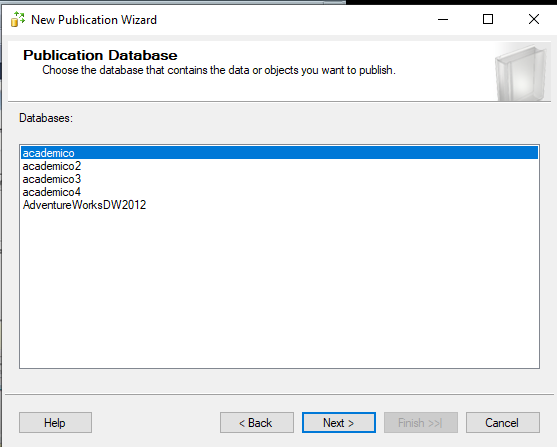 New Publication Wizard
Publication Database
Choose the database that contains the data or objects you want to publish.
Databases:
academico
academico2
academico3
academico4
AdventureWorksDW2012
Help
< Back
Next >
Finish >>|
Cancel